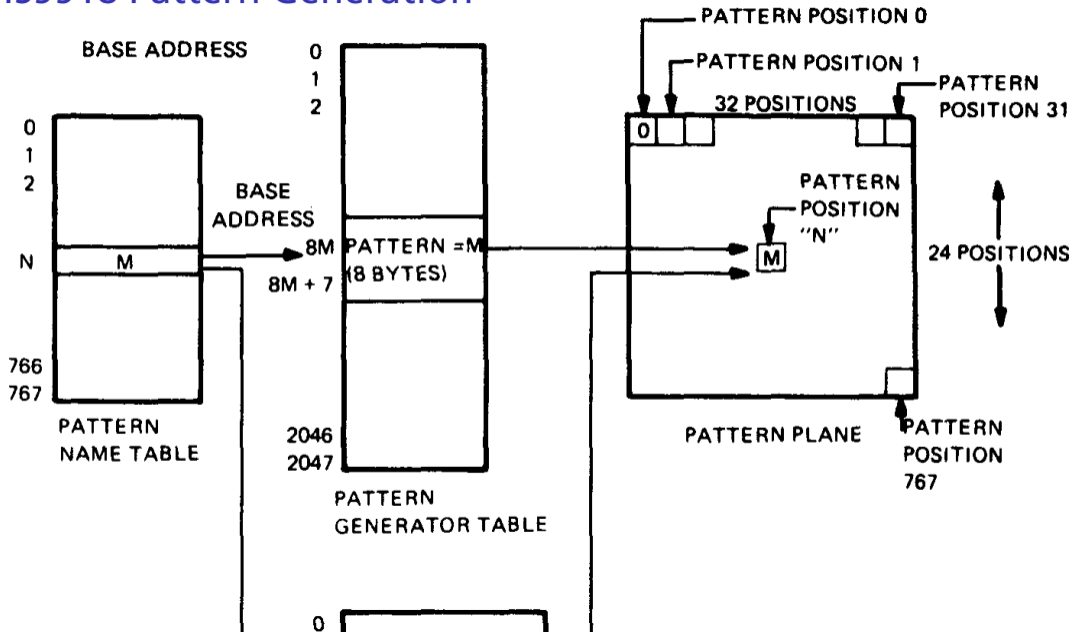 PATTERN POSITION 0
BASE ADDRESS
0
1
2
PATTERN POSITION 1
PATTERN
POSITION 31
32 POSITIONS
0
0
1
2
BASE
ADDRESS
PATTERN
POSITION
"N"
N
M
8M
PATTERN =M
8M + 7
(8 BYTES)
M
24 POSITIONS
766
767
PATTERN
NAME TABLE
2046
2047
PATTERN PLANE
PATTERN
POSITION
767
PATTERN
GENERATOR TABLE
0